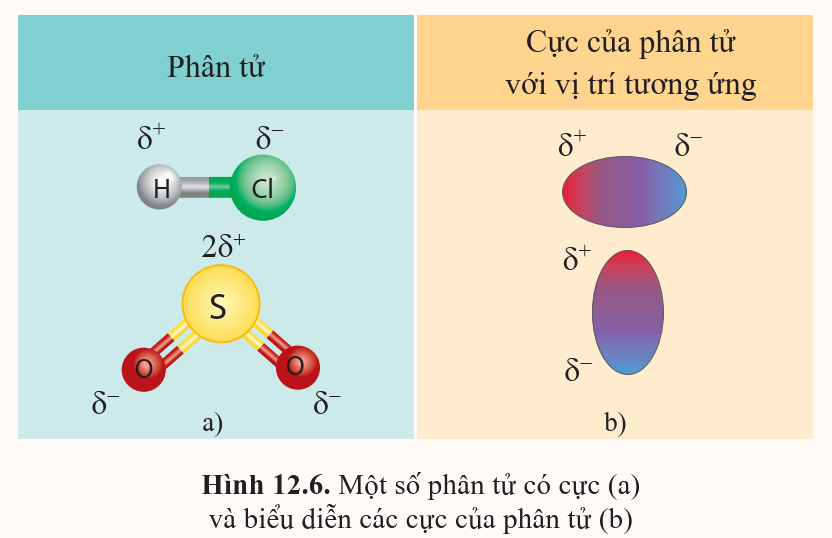 Phân tử
Cực của phân tử
với vị trí tương ứng
δ⁺ δ⁻
H Cl
2δ⁺
S
O O
δ⁻ δ⁻
a)
δ⁺ δ⁻
δ⁺
δ⁻
b)
Hình 12.6. Một số phân tử có cực (a)
và biểu diễn các cực của phân tử (b)